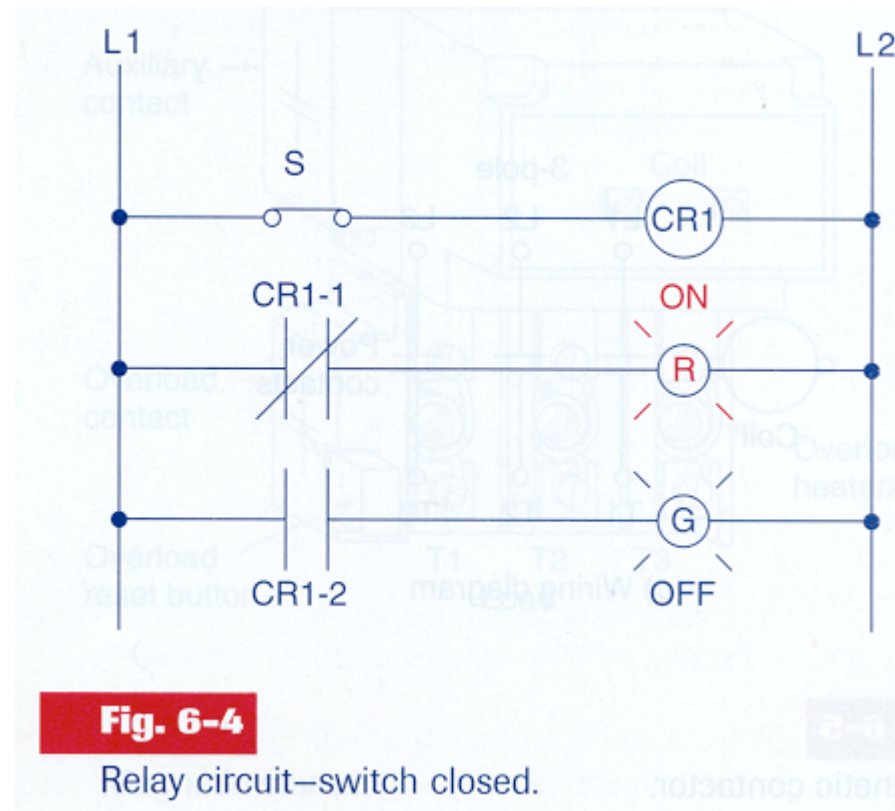 L1
L2
S
CR1
CR1-1
ON
R
G
CR1-2
OFF
Fig. 6-4
Relay circuit—switch closed.